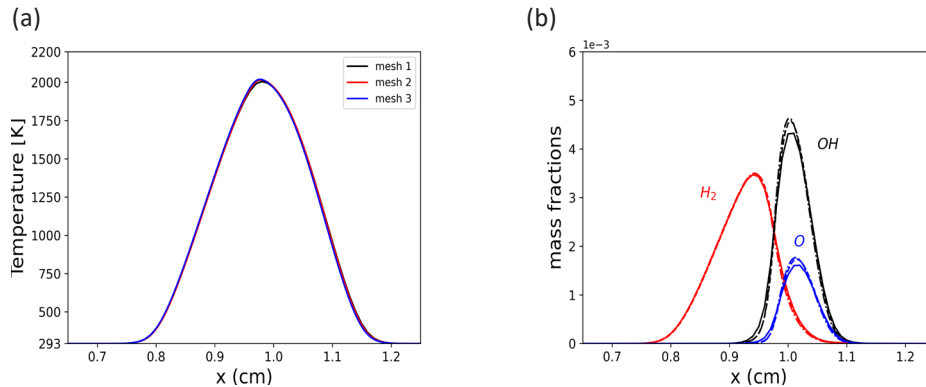 (a)
Temperature [K]
2200
2000
1750
1500
1250
1000
750
500
293
mesh 1
mesh 2
mesh 3
0.7 0.8 0.9 1.0 1.1 1.2
x (cm)
(b)
1e−3
mass fractions
6
5
4
3
2
1
0
OH
H₂
O
0.7 0.8 0.9 1.0 1.1 1.2
x (cm)